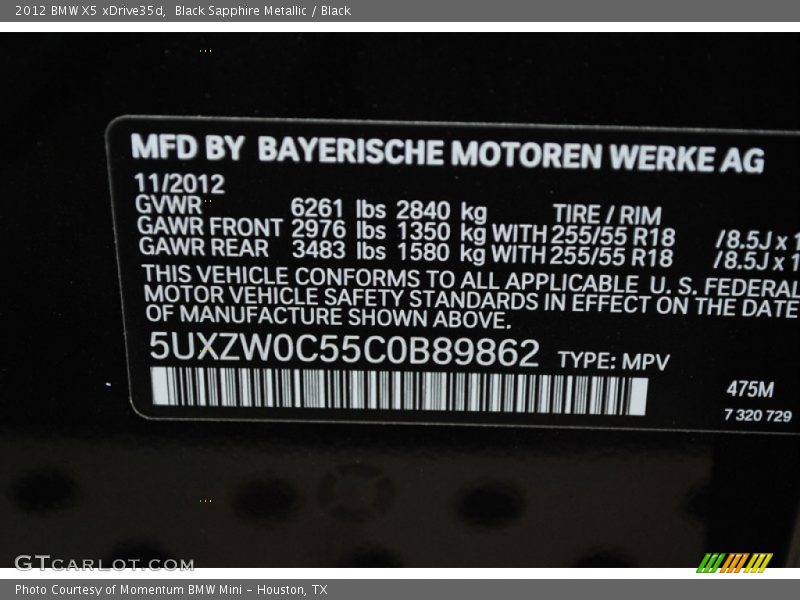 2012 BMW X5 xDrive35d, Black Sapphire Metallic / Black
MFD BY BAYERISCHE MOTOREN WERKE AG
11/2012
GVWR 6261 lbs 2840 kg TIRE / RIM
GAWR FRONT 2976 lbs 1350 kg WITH 255/55 R18 /8.5J x 1
GAWR REAR 3483 lbs 1580 kg WITH 255/55 R18 /8.5J x 1
THIS VEHICLE CONFORMS TO ALL APPLICABLE U. S. FEDERAL
MOTOR VEHICLE SAFETY STANDARDS IN EFFECT ON THE DATE
OF MANUFACTURE SHOWN ABOVE.
5UXZW0C55C0B89862 TYPE: MPV
475M
7 320 729
GTcarlot.com
Photo Courtesy of Momentum BMW Mini - Houston, TX